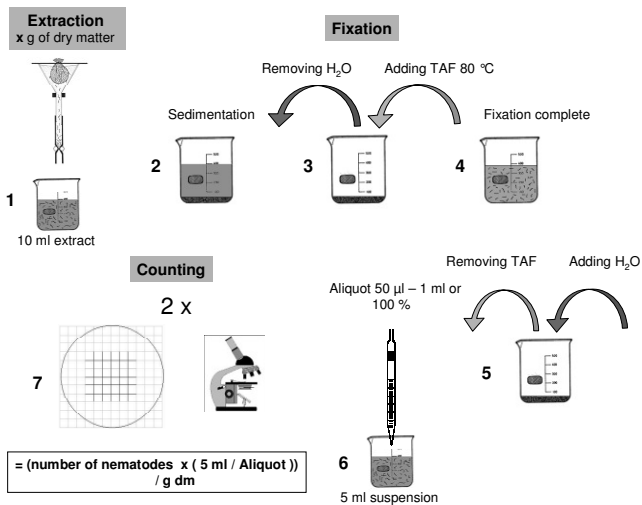 Extraction
x g of dry matter
Fixation
Removing H₂O
Adding TAF 80 °C
Sedimentation
Fixation complete
2
3
4
1
10 ml extract
Counting
2 x
Removing TAF
Adding H₂O
Aliquot 50 µl – 1 ml or
100 %
5
7
6
5 ml suspension
= (number of nematodes x ( 5 ml / Aliquot ))
/ g dm